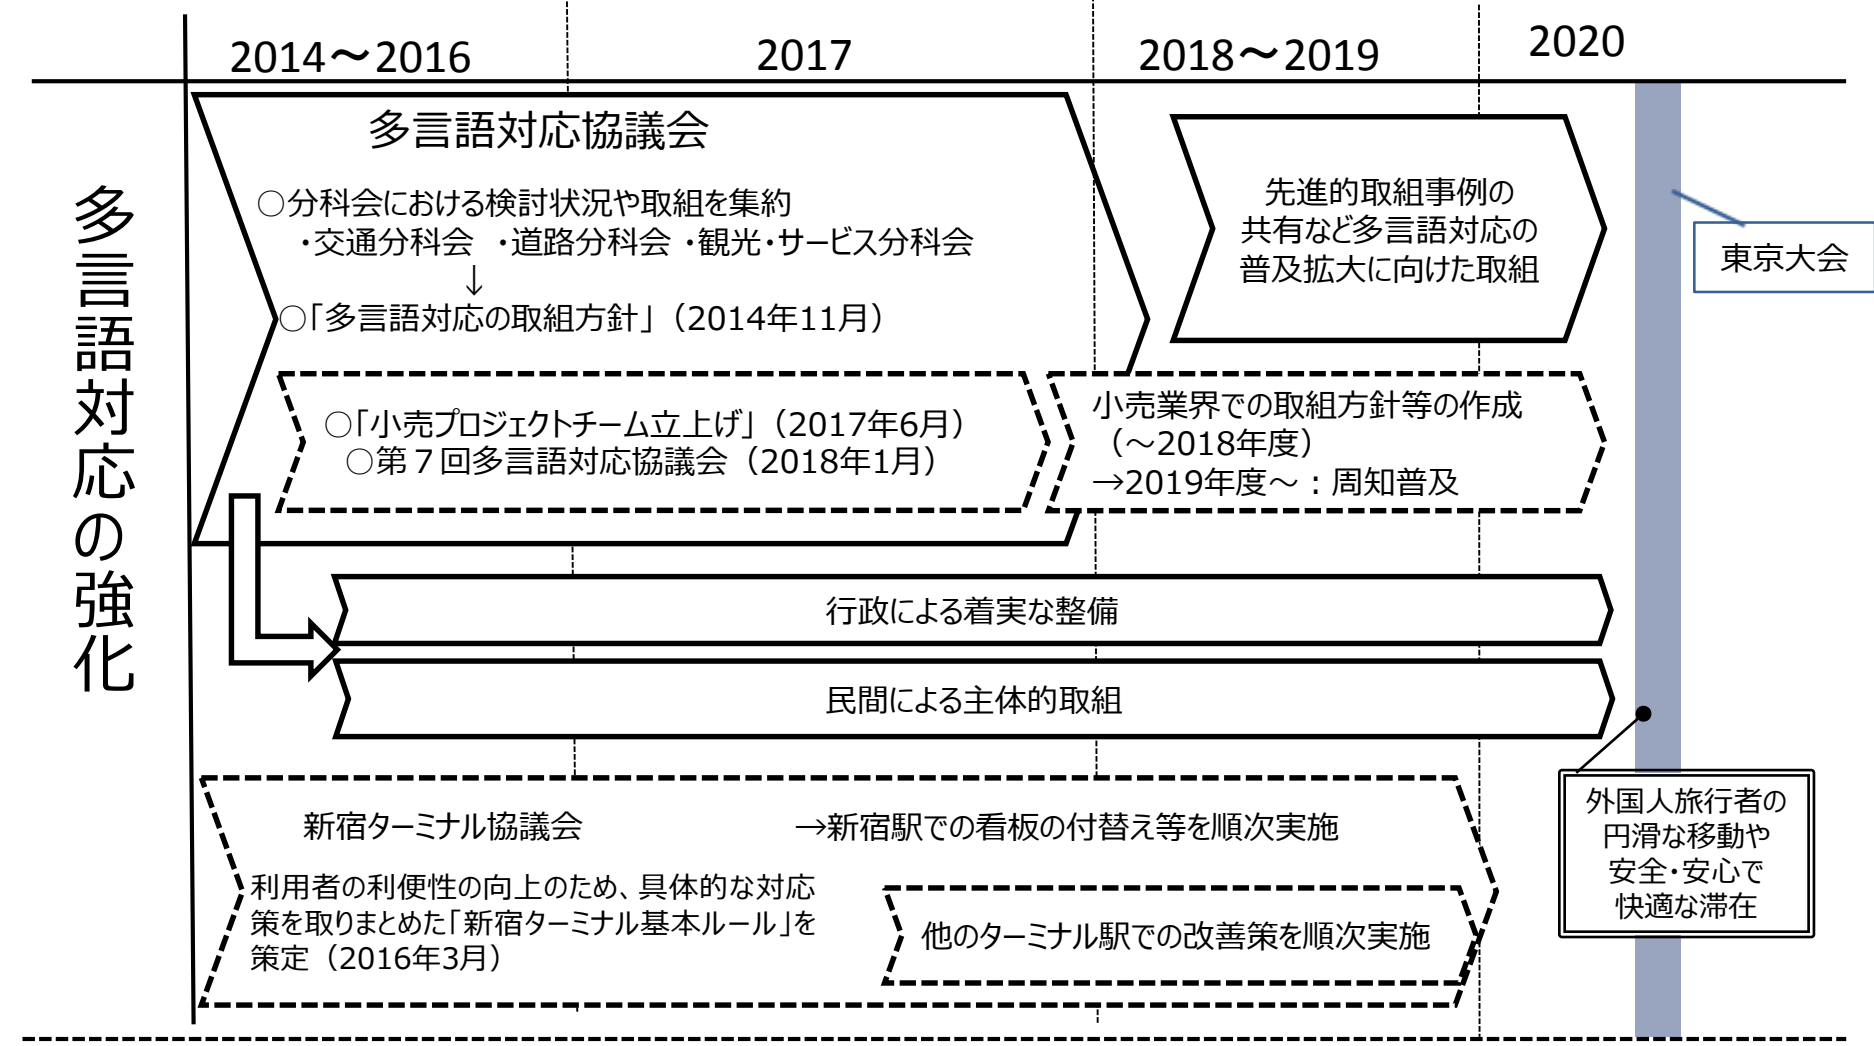 2014～2016
2017
2018～2019
2020
多言語対応の強化
多言語対応協議会
○分科会における検討状況や取組を集約
・交通分科会 ・道路分科会 ・観光・サービス分科会
↓
○「多言語対応の取組方針」（2014年11月）
先進的取組事例の
共有など多言語対応の
普及拡大に向けた取組
東京大会
○「小売プロジェクトチーム立上げ」（2017年6月）
○第７回多言語対応協議会（2018年1月）
小売業界での取組方針等の作成
（～2018年度）
→2019年度～：周知普及
行政による着実な整備
民間による主体的取組
新宿ターミナル協議会
→新宿駅での看板の付替え等を順次実施
利用者の利便性の向上のため、具体的な対応
策を取りまとめた「新宿ターミナル基本ルール」を
策定（2016年3月）
他のターミナル駅での改善策を順次実施
外国人旅行者の
円滑な移動や
安全・安心で
快適な滞在